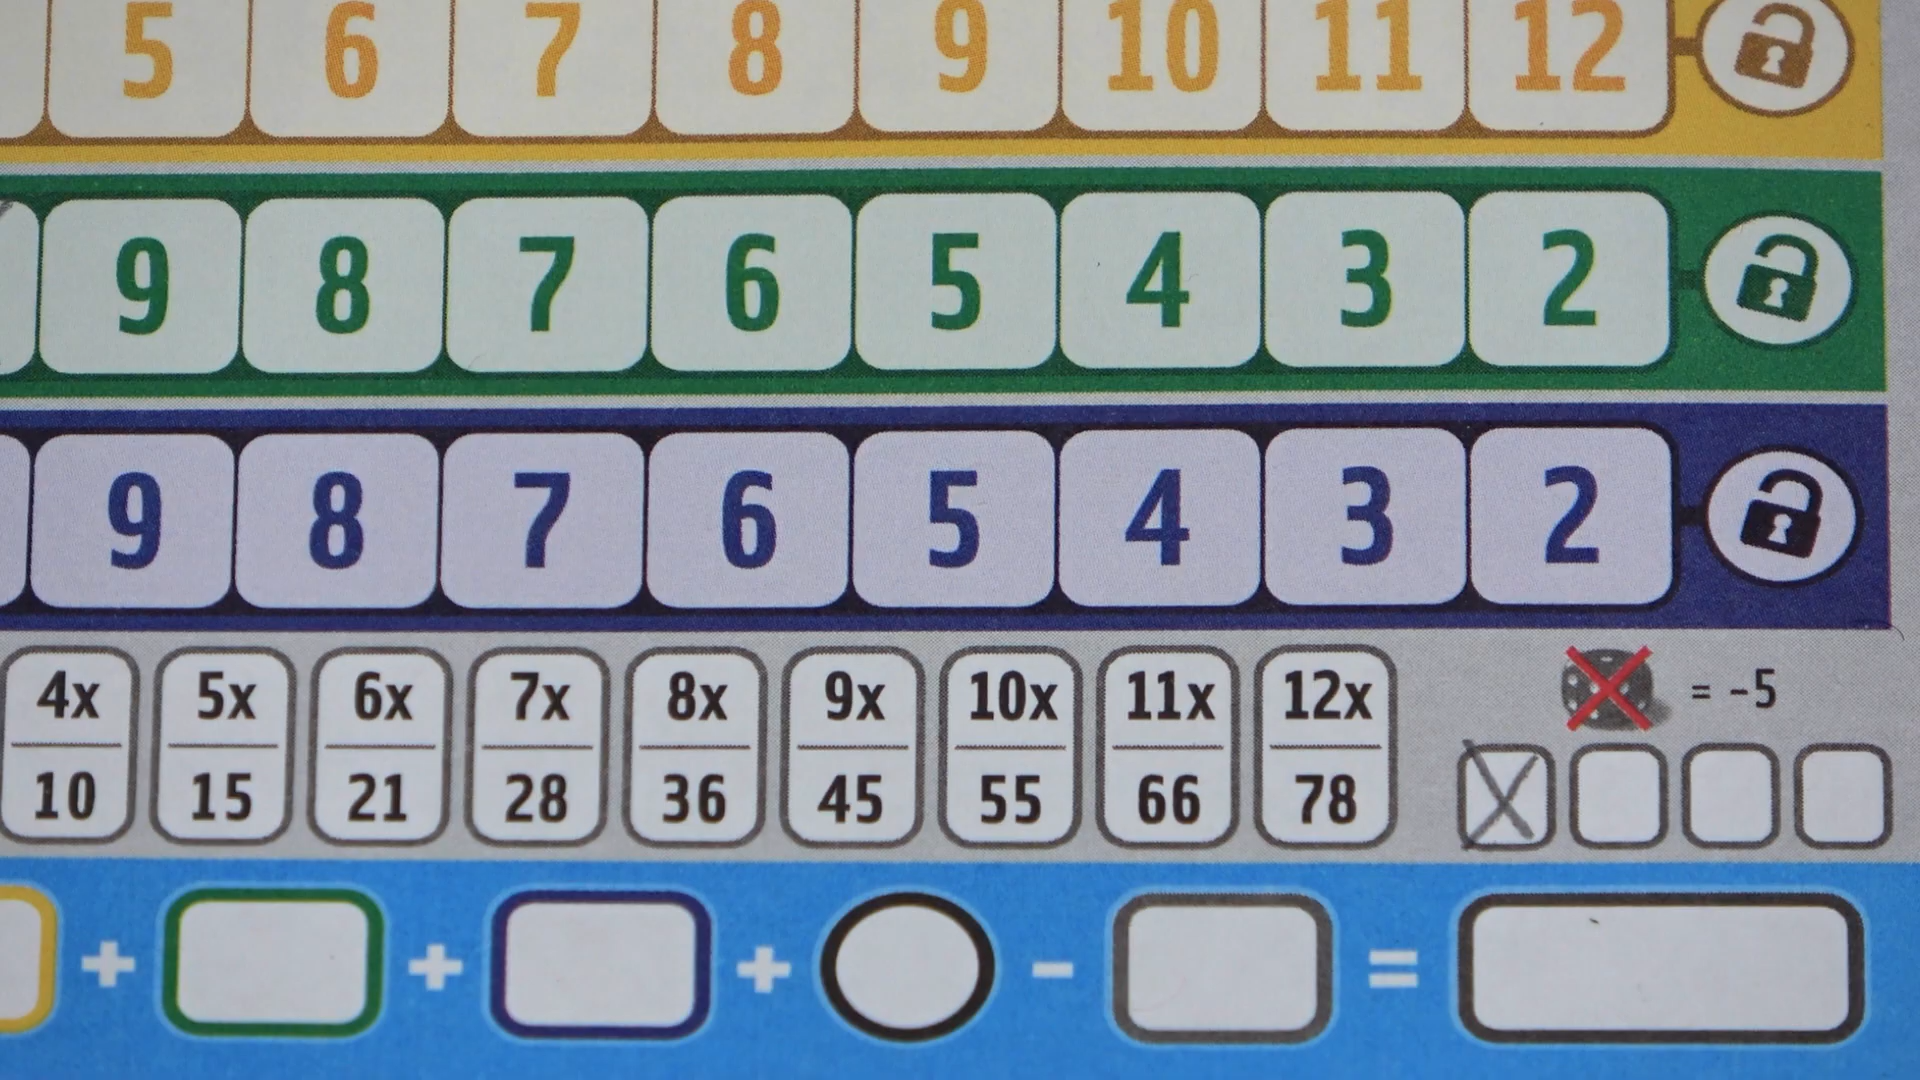 5 6 7 8 9 10 11 12
9 8 7 6 5 4 3 2
9 8 7 6 5 4 3 2
4x 5x 6x 7x 8x 9x 10x 11x 12x = -5
10 15 21 28 36 45 55 66 78 X
+ + + - =